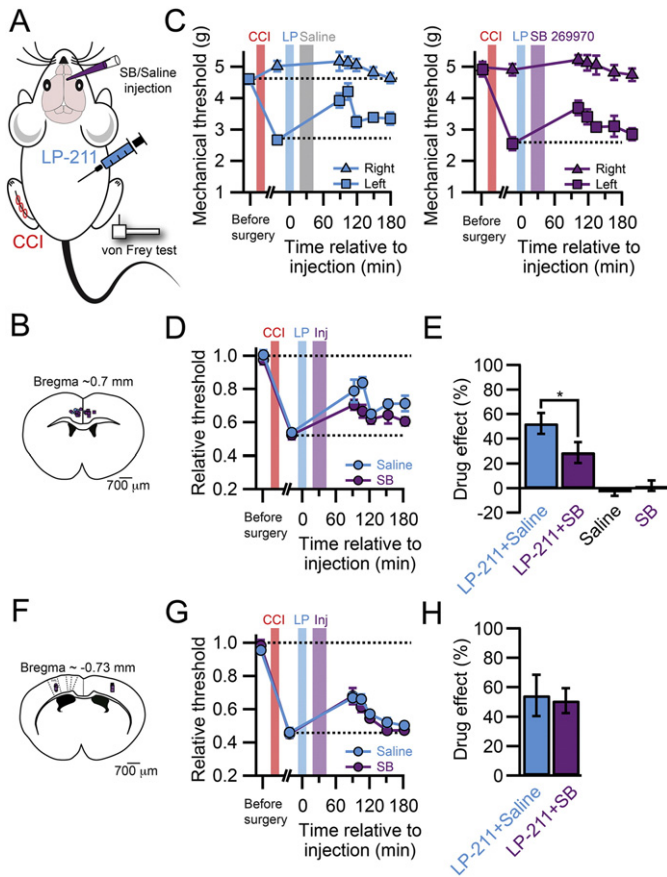 A
SB/Saline
injection
LP-211
CCI
von Frey test
C
CCI LP Saline
Mechanical threshold (g)
5
4
3
2
1
Right
Left
Before
surgery
0 60 120 180
Time relative to
injection (min)
CCI LP SB 269970
Mechanical threshold (g)
5
4
3
2
1
Right
Left
Before
surgery
0 60 120 180
Time relative to
injection (min)
B
Bregma ~0.7 mm
700 µm
D
CCI LP Inj
Relative threshold
1.0
0.8
0.6
0.4
0.2
Saline
SB
Before
surgery
0 60 120 180
Time relative to
injection (min)
E
Drug effect (%)
100
80
60
40
20
0
-20
*
LP-211+Saline
LP-211+SB
Saline
SB
F
Bregma ~ -0.73 mm
700 µm
G
CCI LP Inj
Relative threshold
1.0
0.8
0.6
0.4
0.2
Saline
SB
Before
surgery
0 60 120 180
Time relative to
injection (min)
H
Drug effect (%)
100
80
60
40
20
0
LP-211+Saline
LP-211+SB